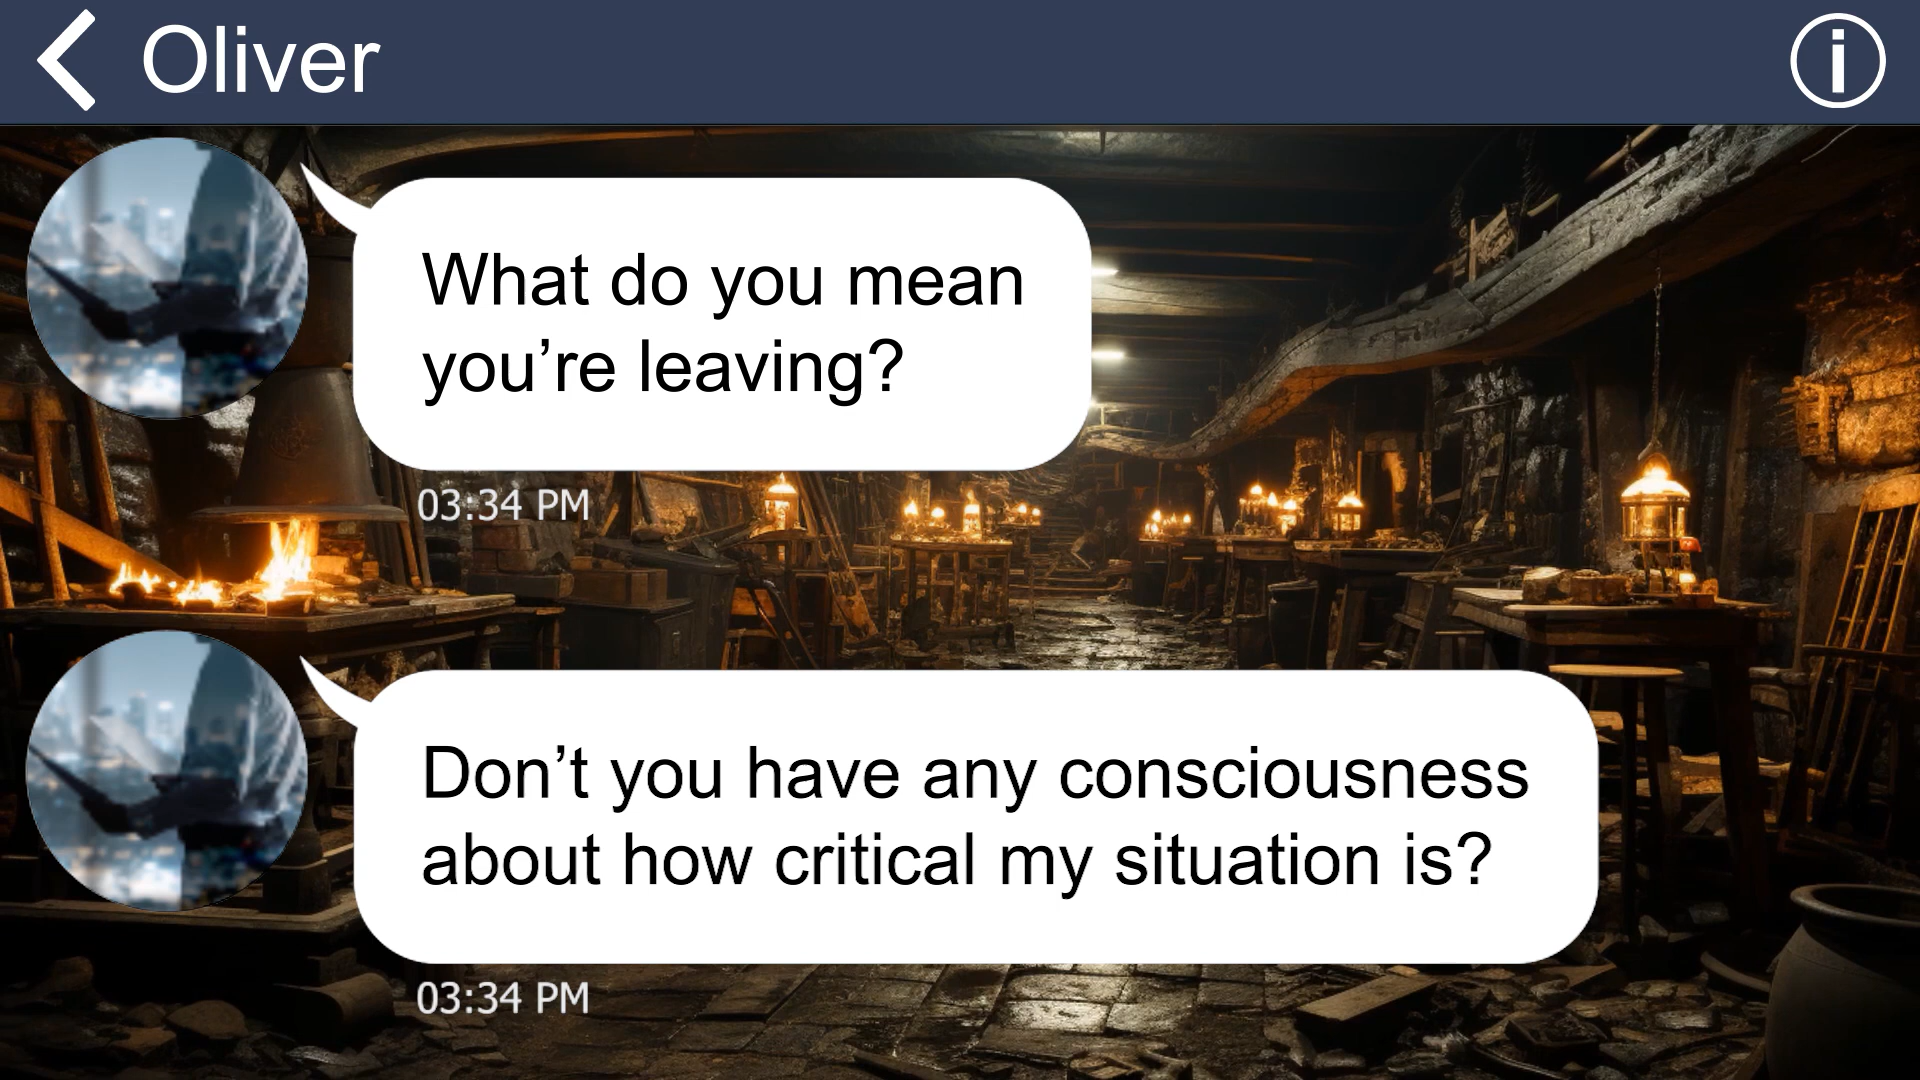 Oliver
What do you mean
you’re leaving?
03:34 PM
Don’t you have any consciousness
about how critical my situation is?
03:34 PM